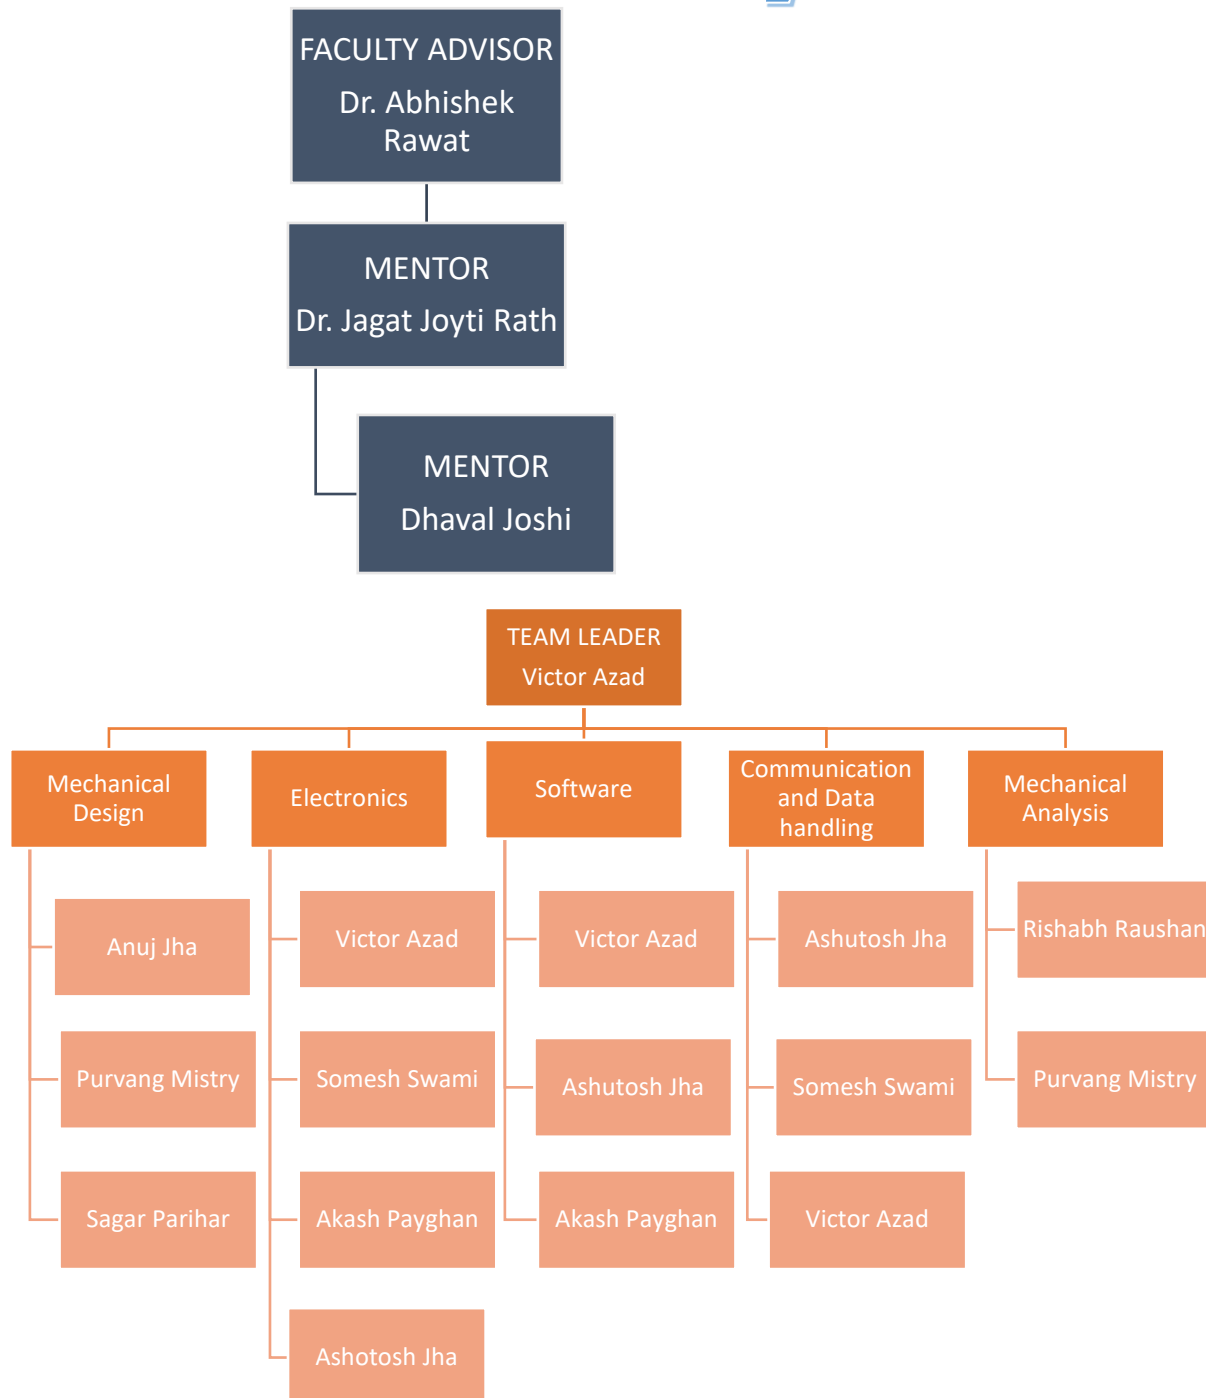 FACULTY ADVISOR
Dr. Abhishek
Rawat
MENTOR
Dr. Jagat Joyti Rath
MENTOR
Dhaval Joshi
TEAM LEADER
Victor Azad
Mechanical
Design
Anuj Jha
Purvang Mistry
Sagar Parihar
Electronics
Victor Azad
Somesh Swami
Akash Payghan
Ashotosh Jha
Software
Victor Azad
Ashutosh Jha
Akash Payghan
Communication
and Data
handling
Ashutosh Jha
Somesh Swami
Victor Azad
Mechanical
Analysis
Rishabh Raushan
Purvang Mistry